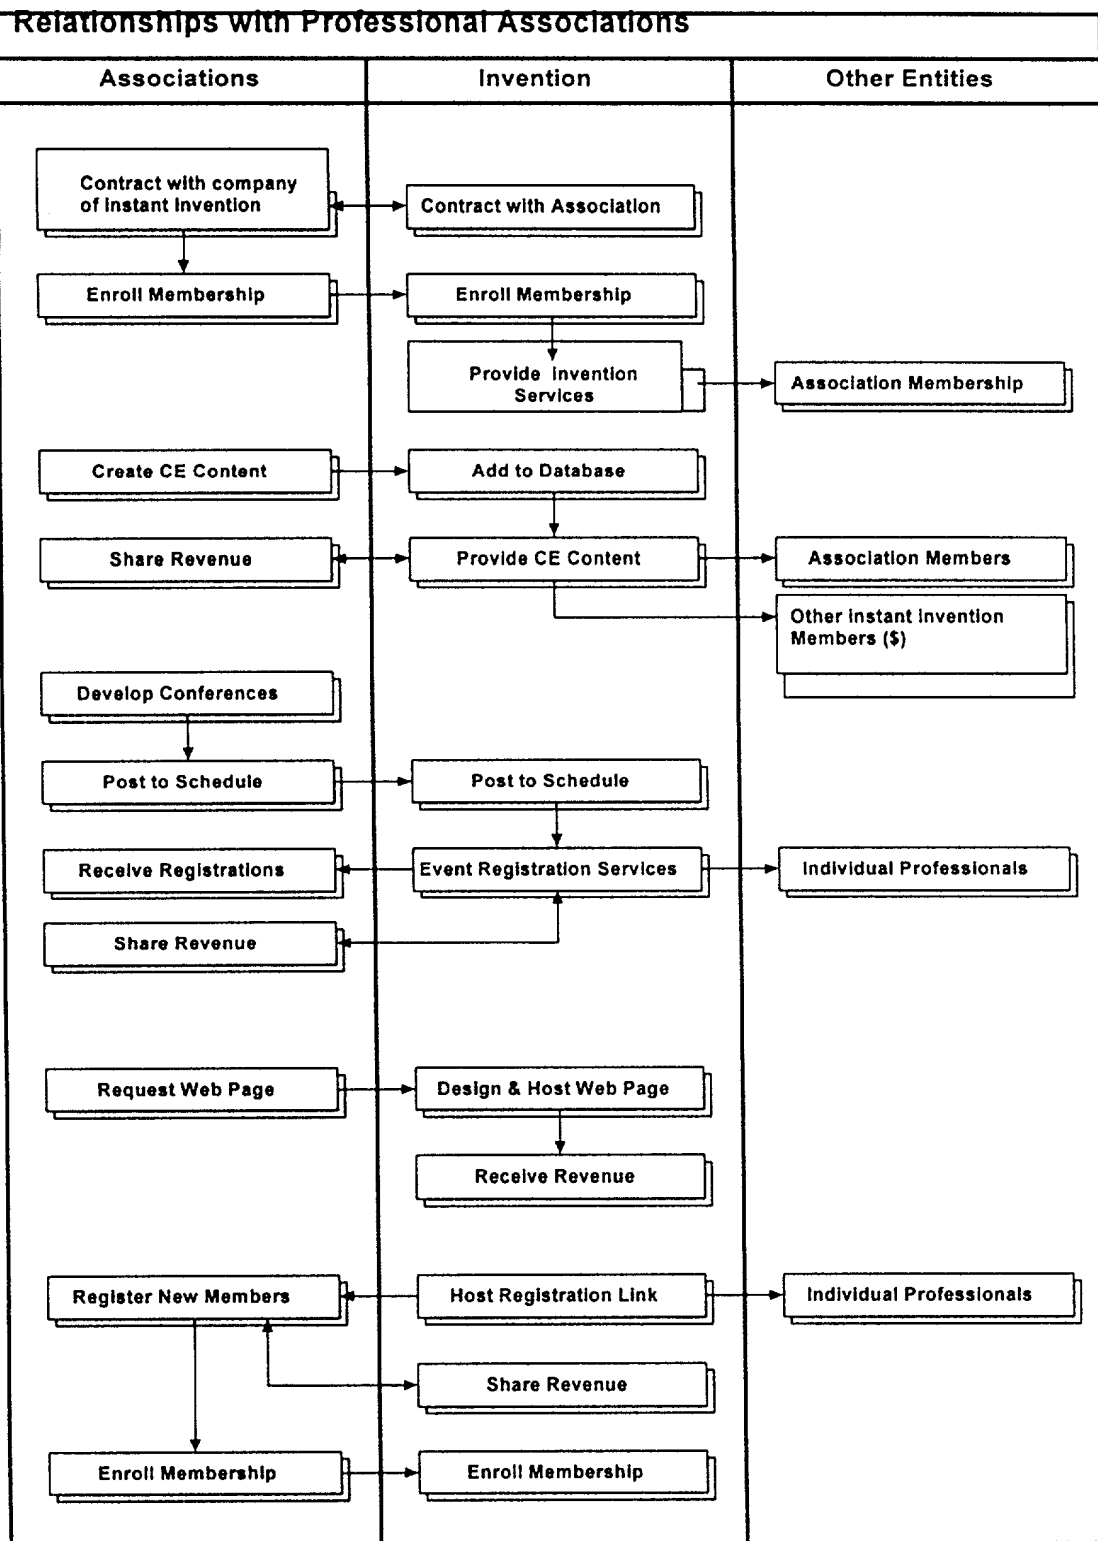 Relationships with Professional Associations
Associations
Invention
Other Entities
Contract with company
of Instant Invention
Contract with Association
Enroll Membership
Enroll Membership
Provide Invention
Services
Association Membership
Create CE Content
Add to Database
Share Revenue
Provide CE Content
Association Members
Other Instant Invention
Members ($)
Develop Conferences
Post to Schedule
Post to Schedule
Receive Registrations
Event Registration Services
Individual Professionals
Share Revenue
Request Web Page
Design & Host Web Page
Receive Revenue
Register New Members
Host Registration Link
Individual Professionals
Share Revenue
Enroll Membership
Enroll Membership